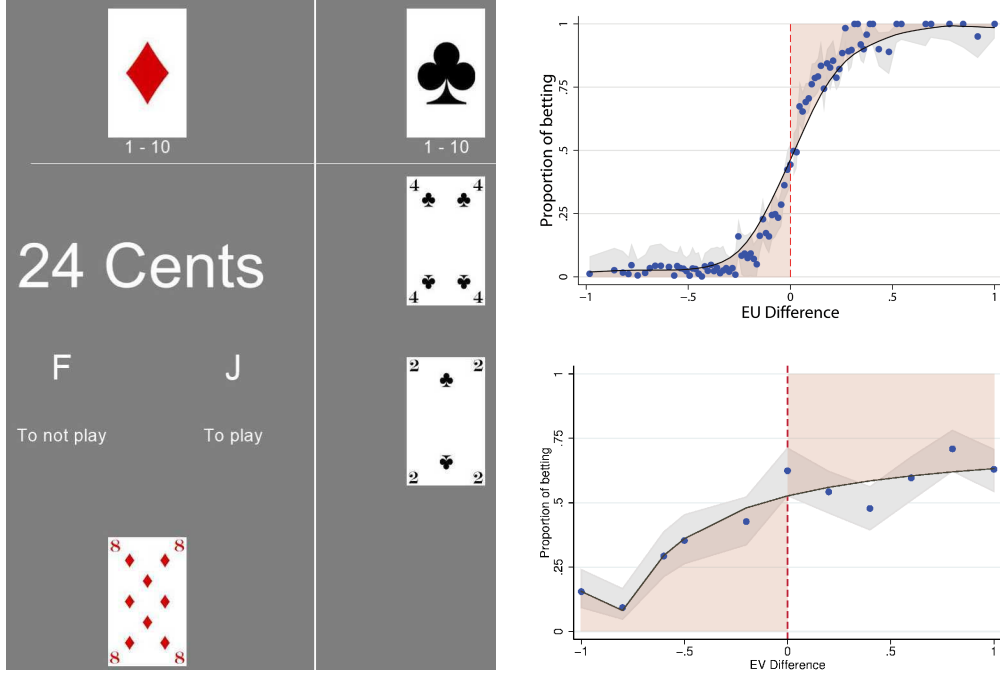 1 - 10
1 - 10
24 Cents
F
J
To not play
To play
4 4
4 4
2 2
2 2
8 8
8 8
Proportion of betting
1
.75
.5
.25
0
-1 -.5 0 .5 1
EU Difference
Proportion of betting
1
.75
.5
.25
0
-1 -.5 0 .5 1
EV Difference